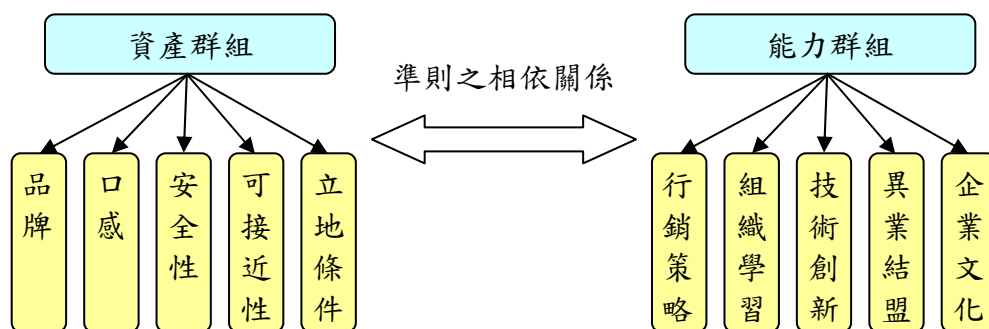 資產群組
能力群組
準則之相依關係
品牌
口感
安全性
可接近性
立地條件
行銷策略
組織學習
技術創新
異業結盟
企業文化